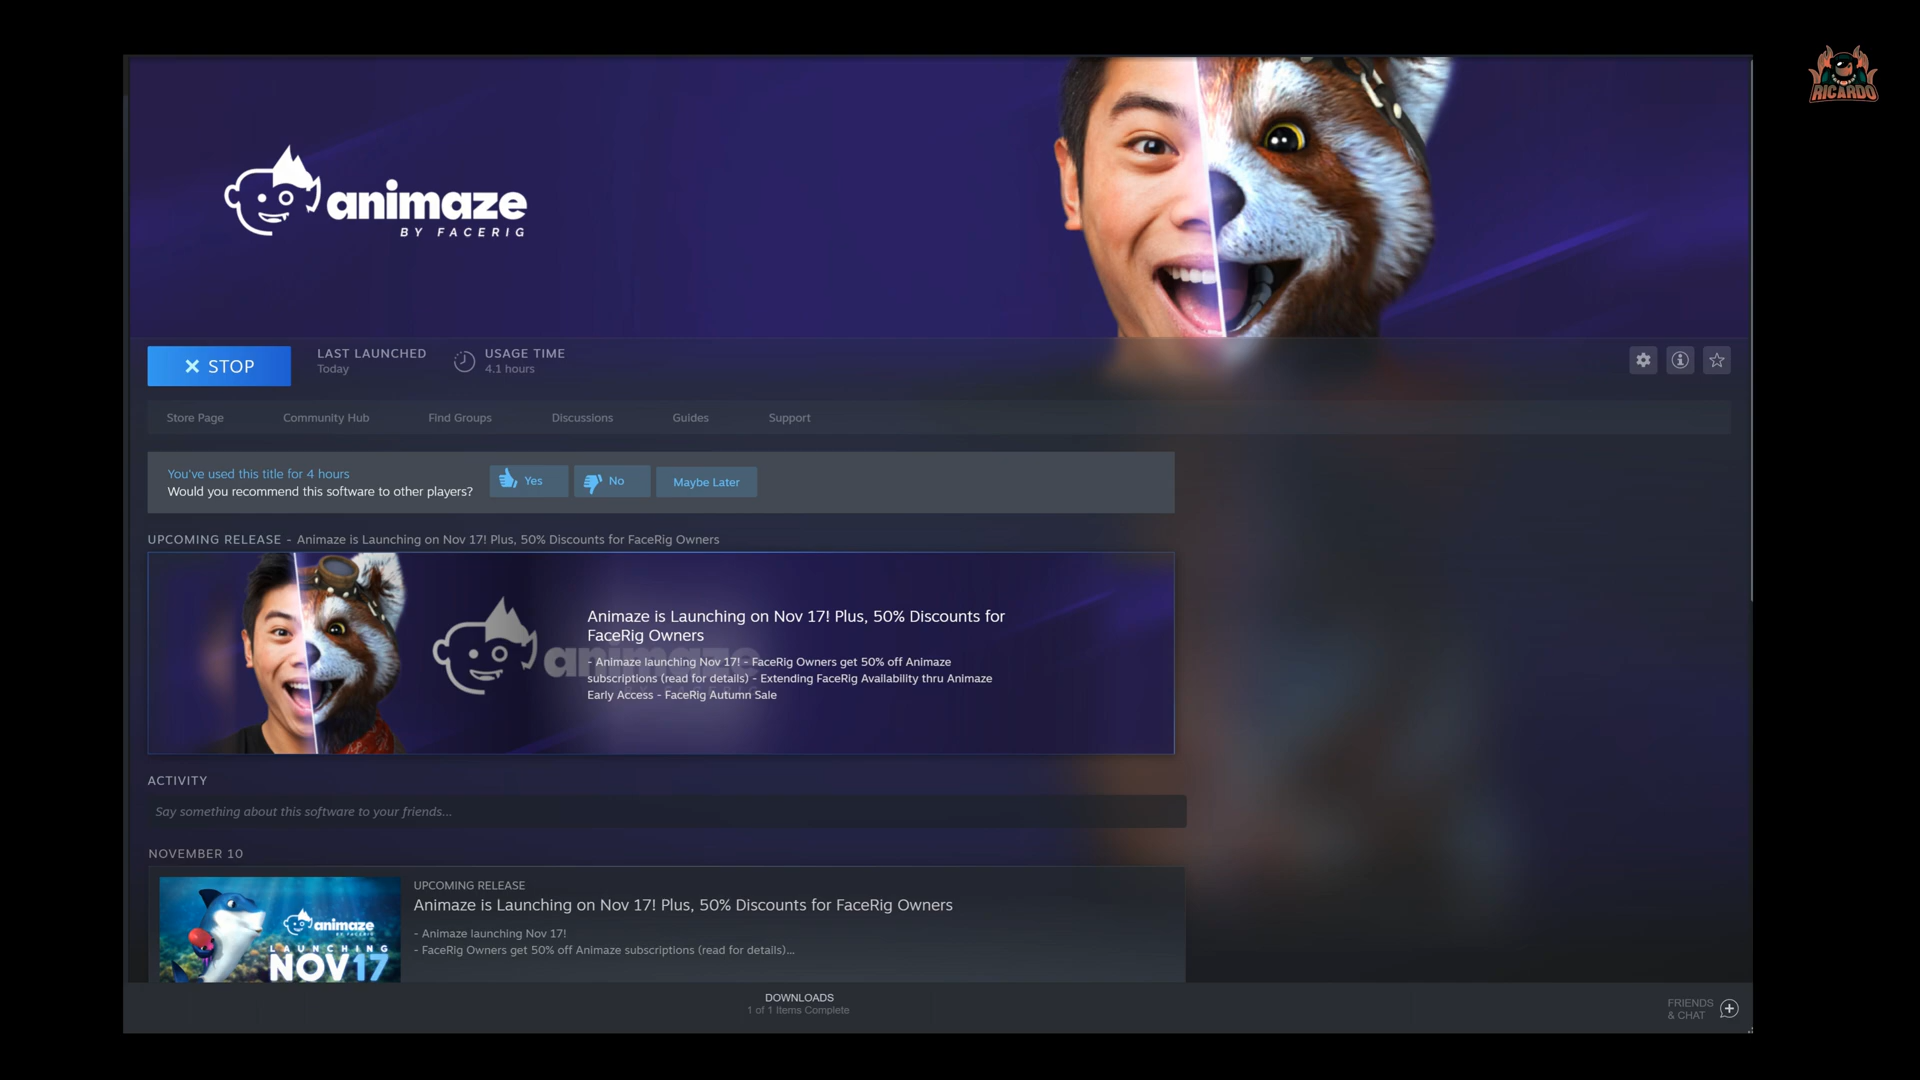 RICARDO
animaze
BY FACERIG
STOP
LAST LAUNCHED
Today
USAGE TIME
4.1 hours
Store Page
Community Hub
Find Groups
Discussions
Guides
Support
You've used this title for 4 hours
Would you recommend this software to other players?
Yes
No
Maybe Later
UPCOMING RELEASE - Animaze is Launching on Nov 17! Plus, 50% Discounts for FaceRig Owners
animaze
Animaze is Launching on Nov 17! Plus, 50% Discounts for
FaceRig Owners
- Animaze launching Nov 17! - FaceRig Owners get 50% off Animaze
subscriptions (read for details) - Extending FaceRig Availability thru Animaze
Early Access - FaceRig Autumn Sale
ACTIVITY
Say something about this software to your friends...
NOVEMBER 10
animaze
BY FACERIG
LAUNCHING
NOV17
UPCOMING RELEASE
Animaze is Launching on Nov 17! Plus, 50% Discounts for FaceRig Owners
- Animaze launching Nov 17!
- FaceRig Owners get 50% off Animaze subscriptions (read for details)...
DOWNLOADS
1 of 1 Items Complete
FRIENDS
& CHAT